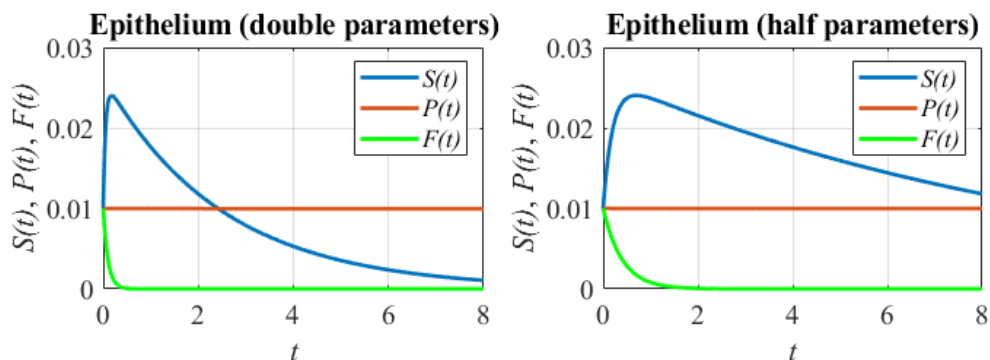 Epithelium (double parameters)
0.03
0.02
0.01
0
S(t), P(t), F(t)
S(t)
P(t)
F(t)
0 2 4 6 8
t
Epithelium (half parameters)
0.03
0.02
0.01
0
S(t), P(t), F(t)
S(t)
P(t)
F(t)
0 2 4 6 8
t